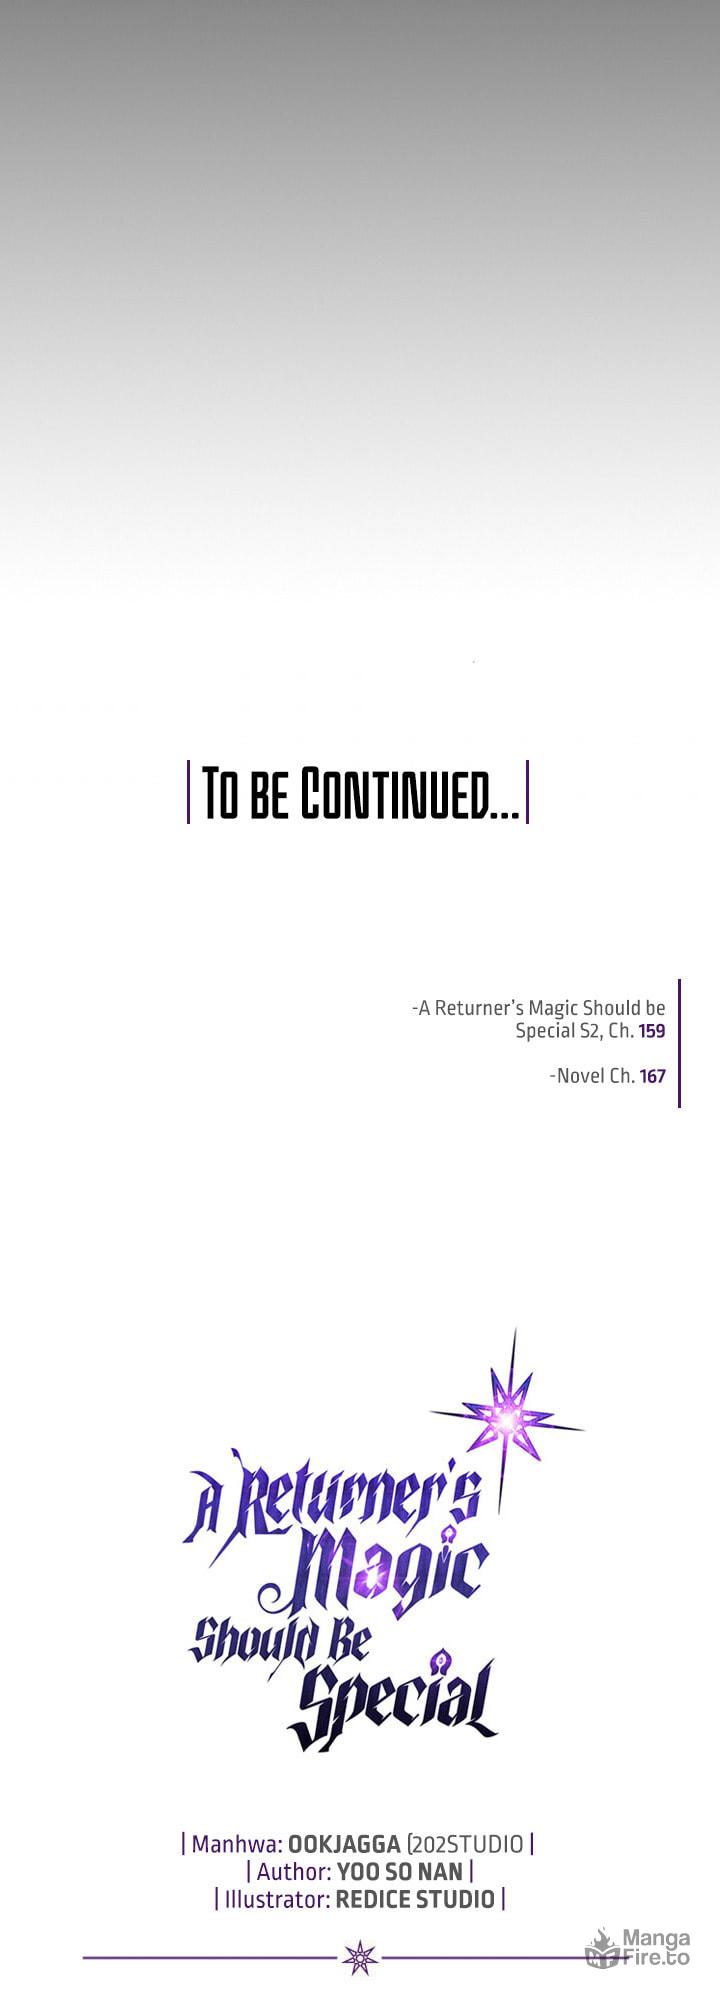 To be Continued...
-A Returner's Magic Should be
Special S2, Ch. 159
-Novel Ch. 167
A Returner's
Magic
Should Be
Special
| Manhwa: OOKJAGGA (202STUDIO |
| Author: YOO SO NAN |
| Illustrator: REDICE STUDIO |
Manga
Fire.to